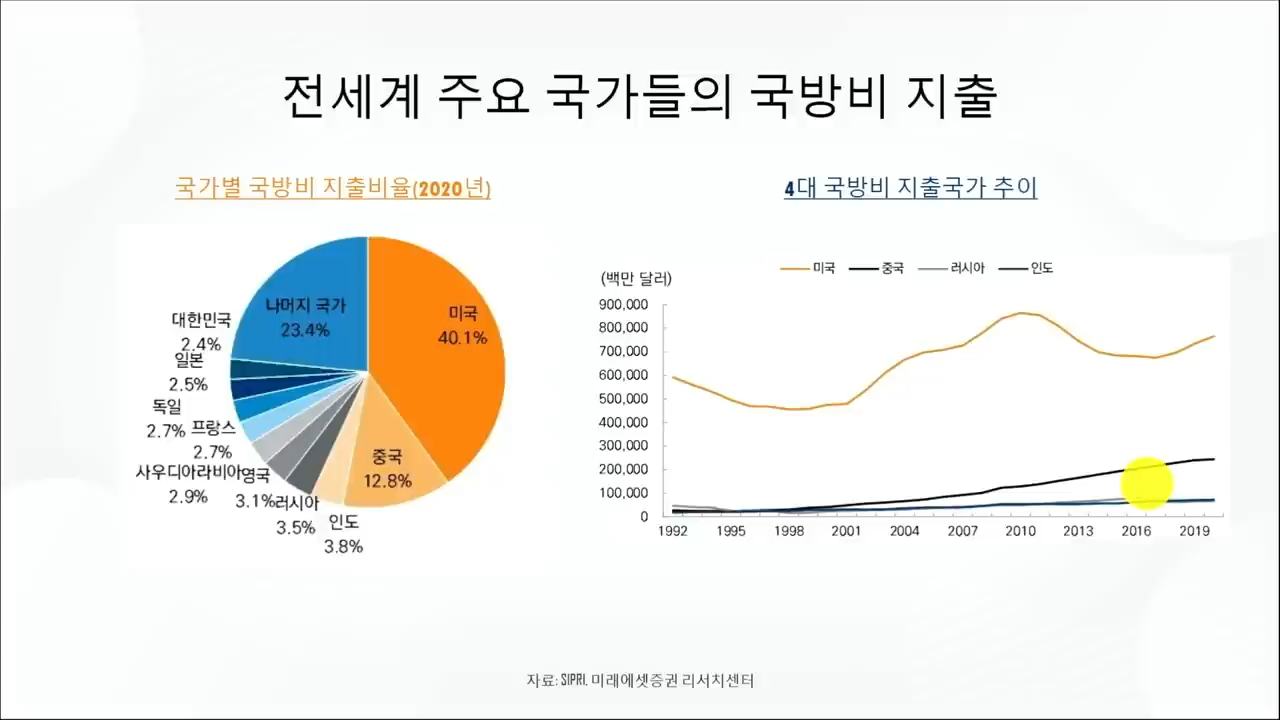 전세계 주요 국가들의 국방비 지출
국가별 국방비 지출비율(2020년)
나머지 국가
23.4%
미국
40.1%
중국
12.8%
인도
3.8%
러시아
3.5%
영국
3.1%
사우디아라비아
2.9%
프랑스
2.7%
독일
2.7%
일본
2.5%
대한민국
2.4%
4대 국방비 지출국가 추이
(백만 달러)
미국 중국 러시아 인도
900,000
800,000
700,000
600,000
500,000
400,000
300,000
200,000
100,000
0
1992 1995 1998 2001 2004 2007 2010 2013 2016 2019
자료: SIPRI, 미래에셋증권 리서치센터